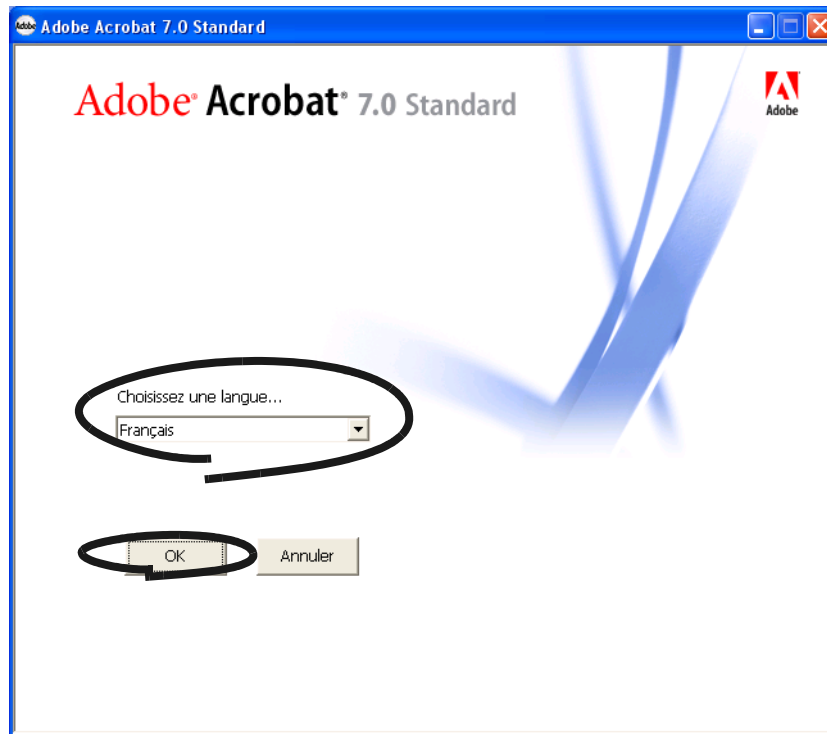 Adobe Adobe Acrobat 7.0 Standard
Adobe® Acrobat® 7.0 Standard
Adobe
Choisissez une langue...
Français
OK Annuler